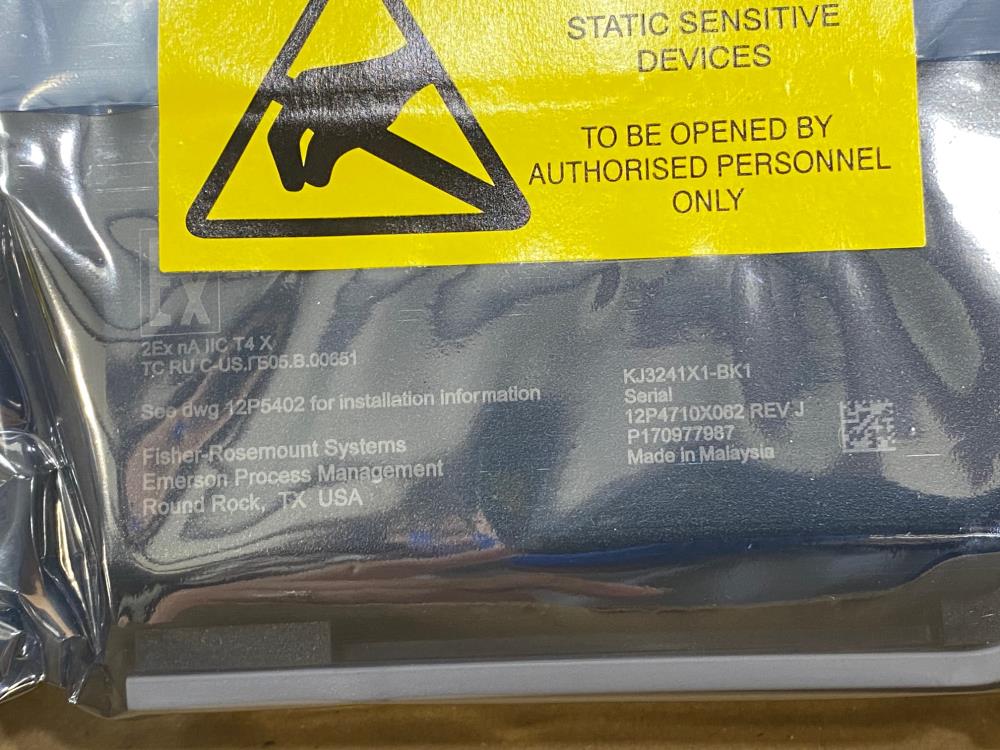 STATIC SENSITIVE
DEVICES
TO BE OPENED BY
AUTHORISED PERSONNEL
ONLY
Ex
2Ex nA IIC T4 X
TC RU C-US.ГБ05.B.00651
See dwg 12P5402 for installation information
Fisher-Rosemount Systems
Emerson Process Management
Round Rock, TX USA
KJ3241X1-BK1
Serial
12P4710X062 REV J
P170977987
Made in Malaysia